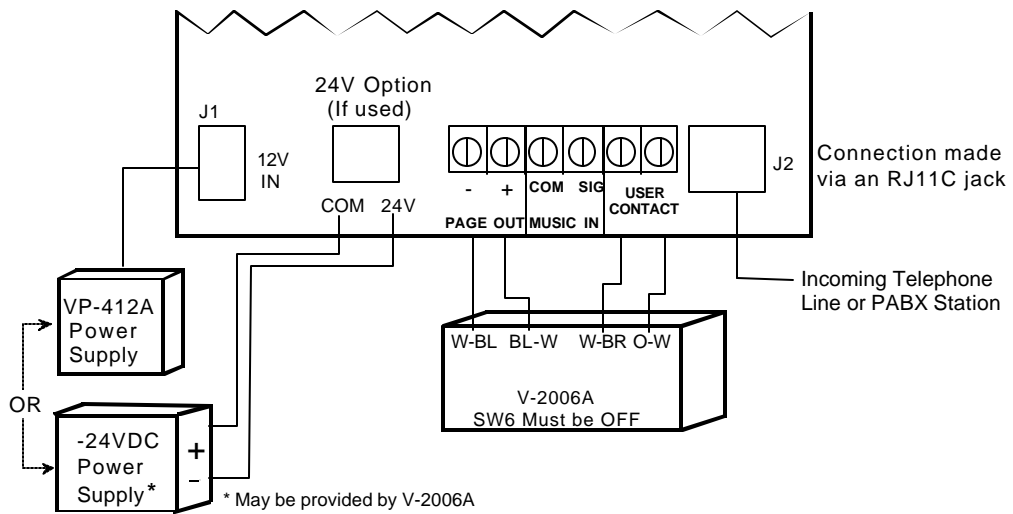 24V Option
(If used)
J1
12V
IN
J2
Connection made
via an RJ11C jack
- + COM SIG USER
CONTACT
COM 24V
PAGE OUT MUSIC IN
Incoming Telephone
Line or PABX Station
VP-412A
Power
Supply
W-BL BL-W W-BR O-W
V-2006A
SW6 Must be OFF
OR
-24VDC
Power
Supply*
+
-
* May be provided by V-2006A